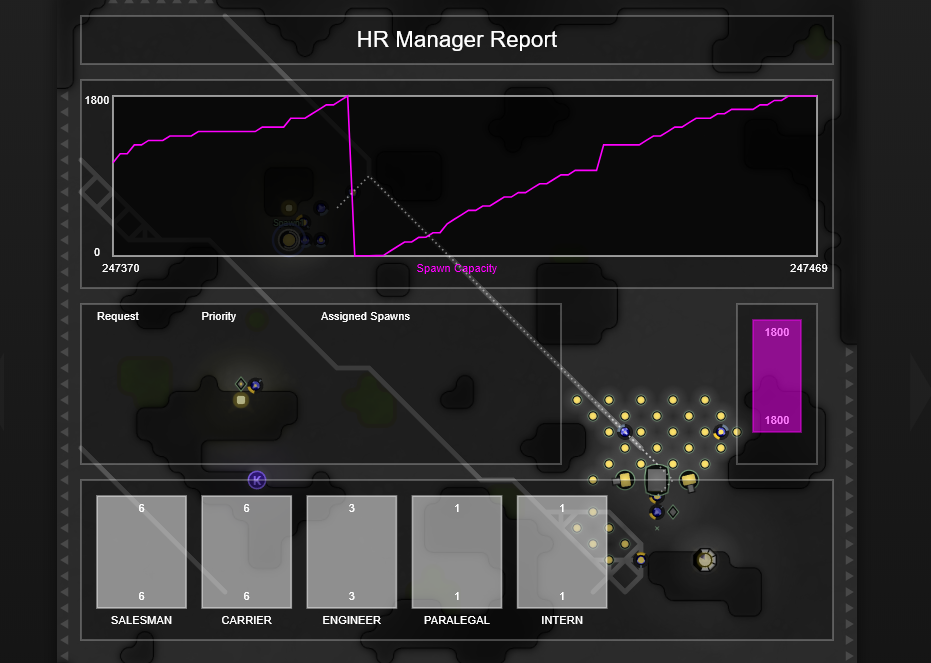 HR Manager Report
1800
0
247370 Spawn Capacity 247469
Request Priority Assigned Spawns
1800
1800
K
6 6 3 1 1
6 6 3 1 1
SALESMAN CARRIER ENGINEER PARALEGAL INTERN